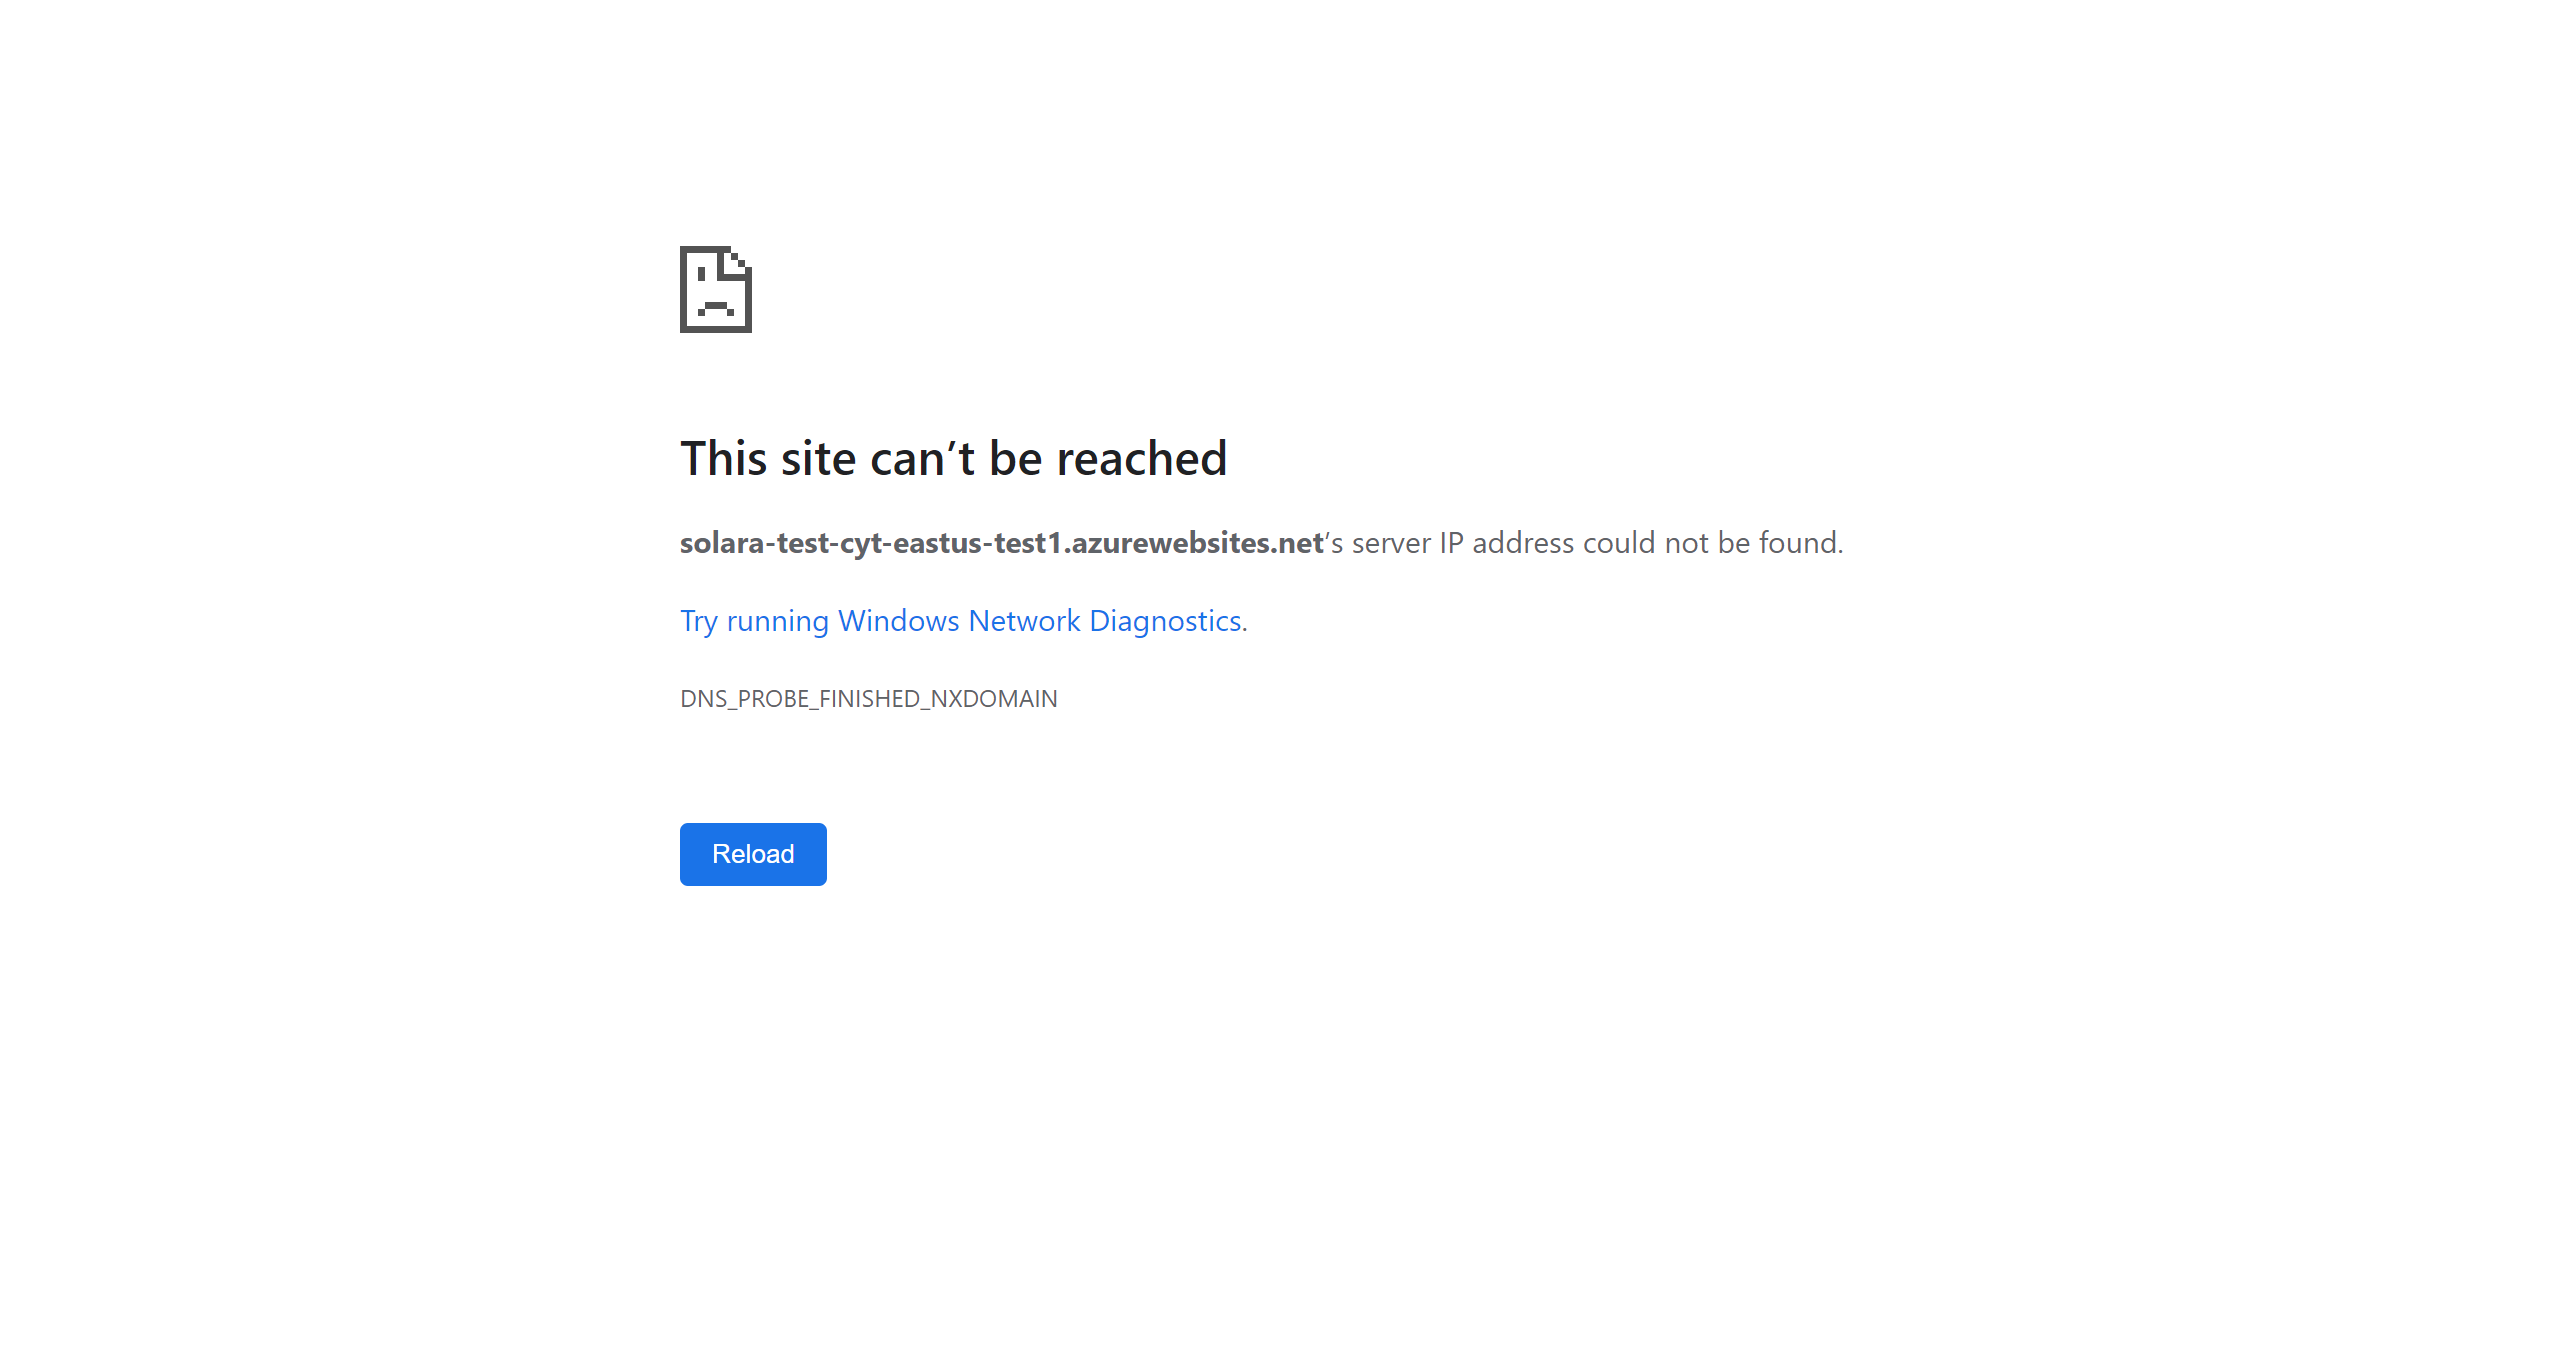 This site can’t be reached
solara-test-cyt-eastus-test1.azurewebsites.net’s server IP address could not be found.
Try running Windows Network Diagnostics.
DNS_PROBE_FINISHED_NXDOMAIN
Reload